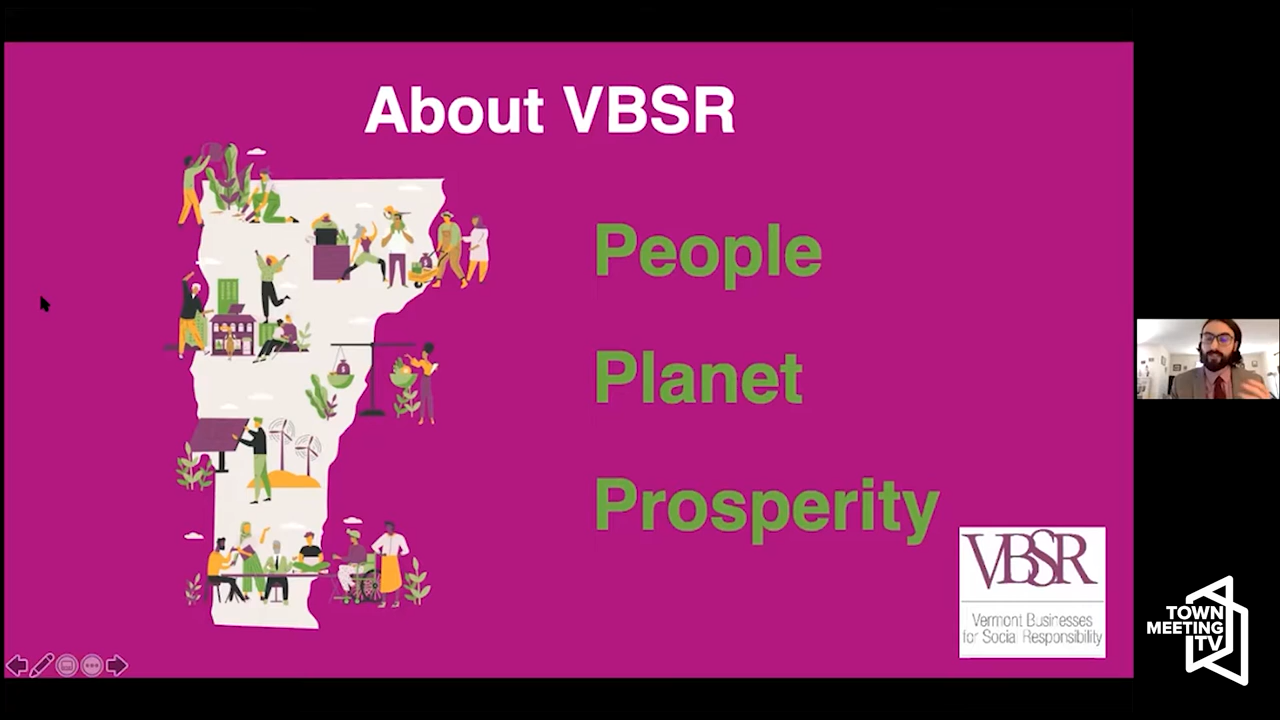 About VBSR
People
Planet
Prosperity
VBSR
Vermont Businesses
for Social Responsibility
TOWN
MEETING
TV